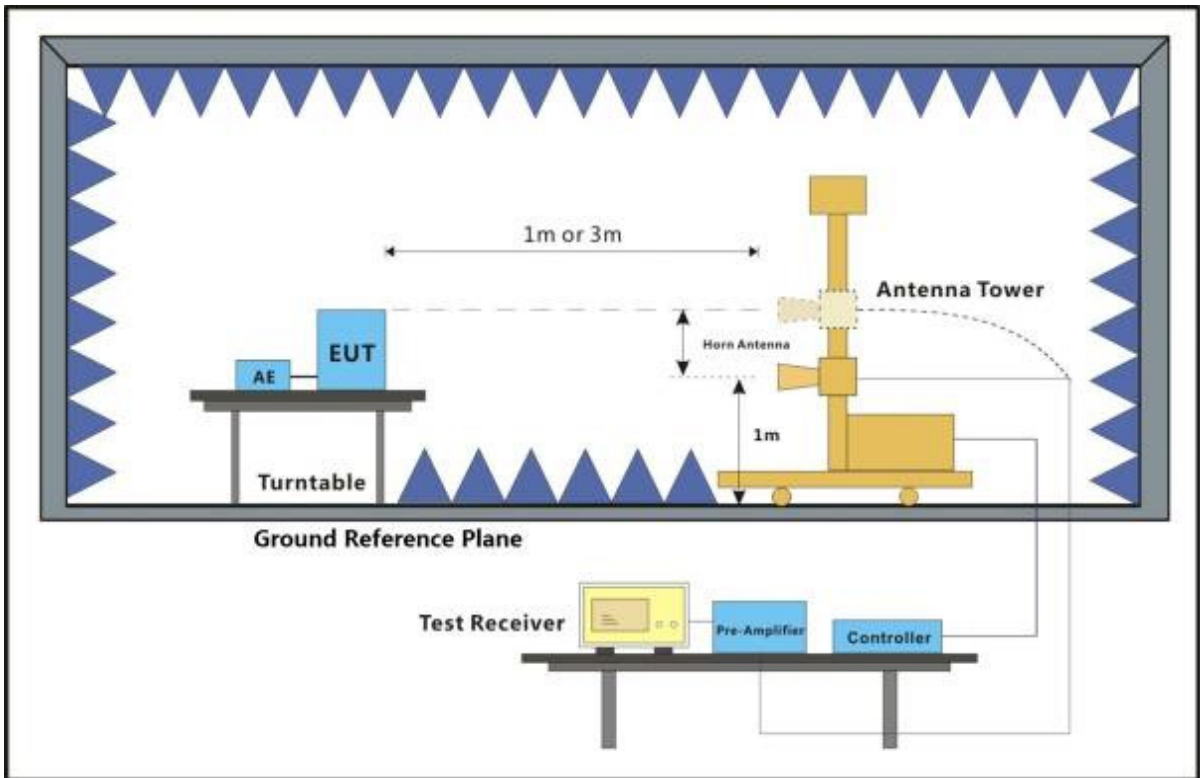 1m or 3m
Antenna Tower
Horn Antenna
EUT
AE
1m
Turntable
Ground Reference Plane
Test Receiver
Pre-Amplifier
Controller